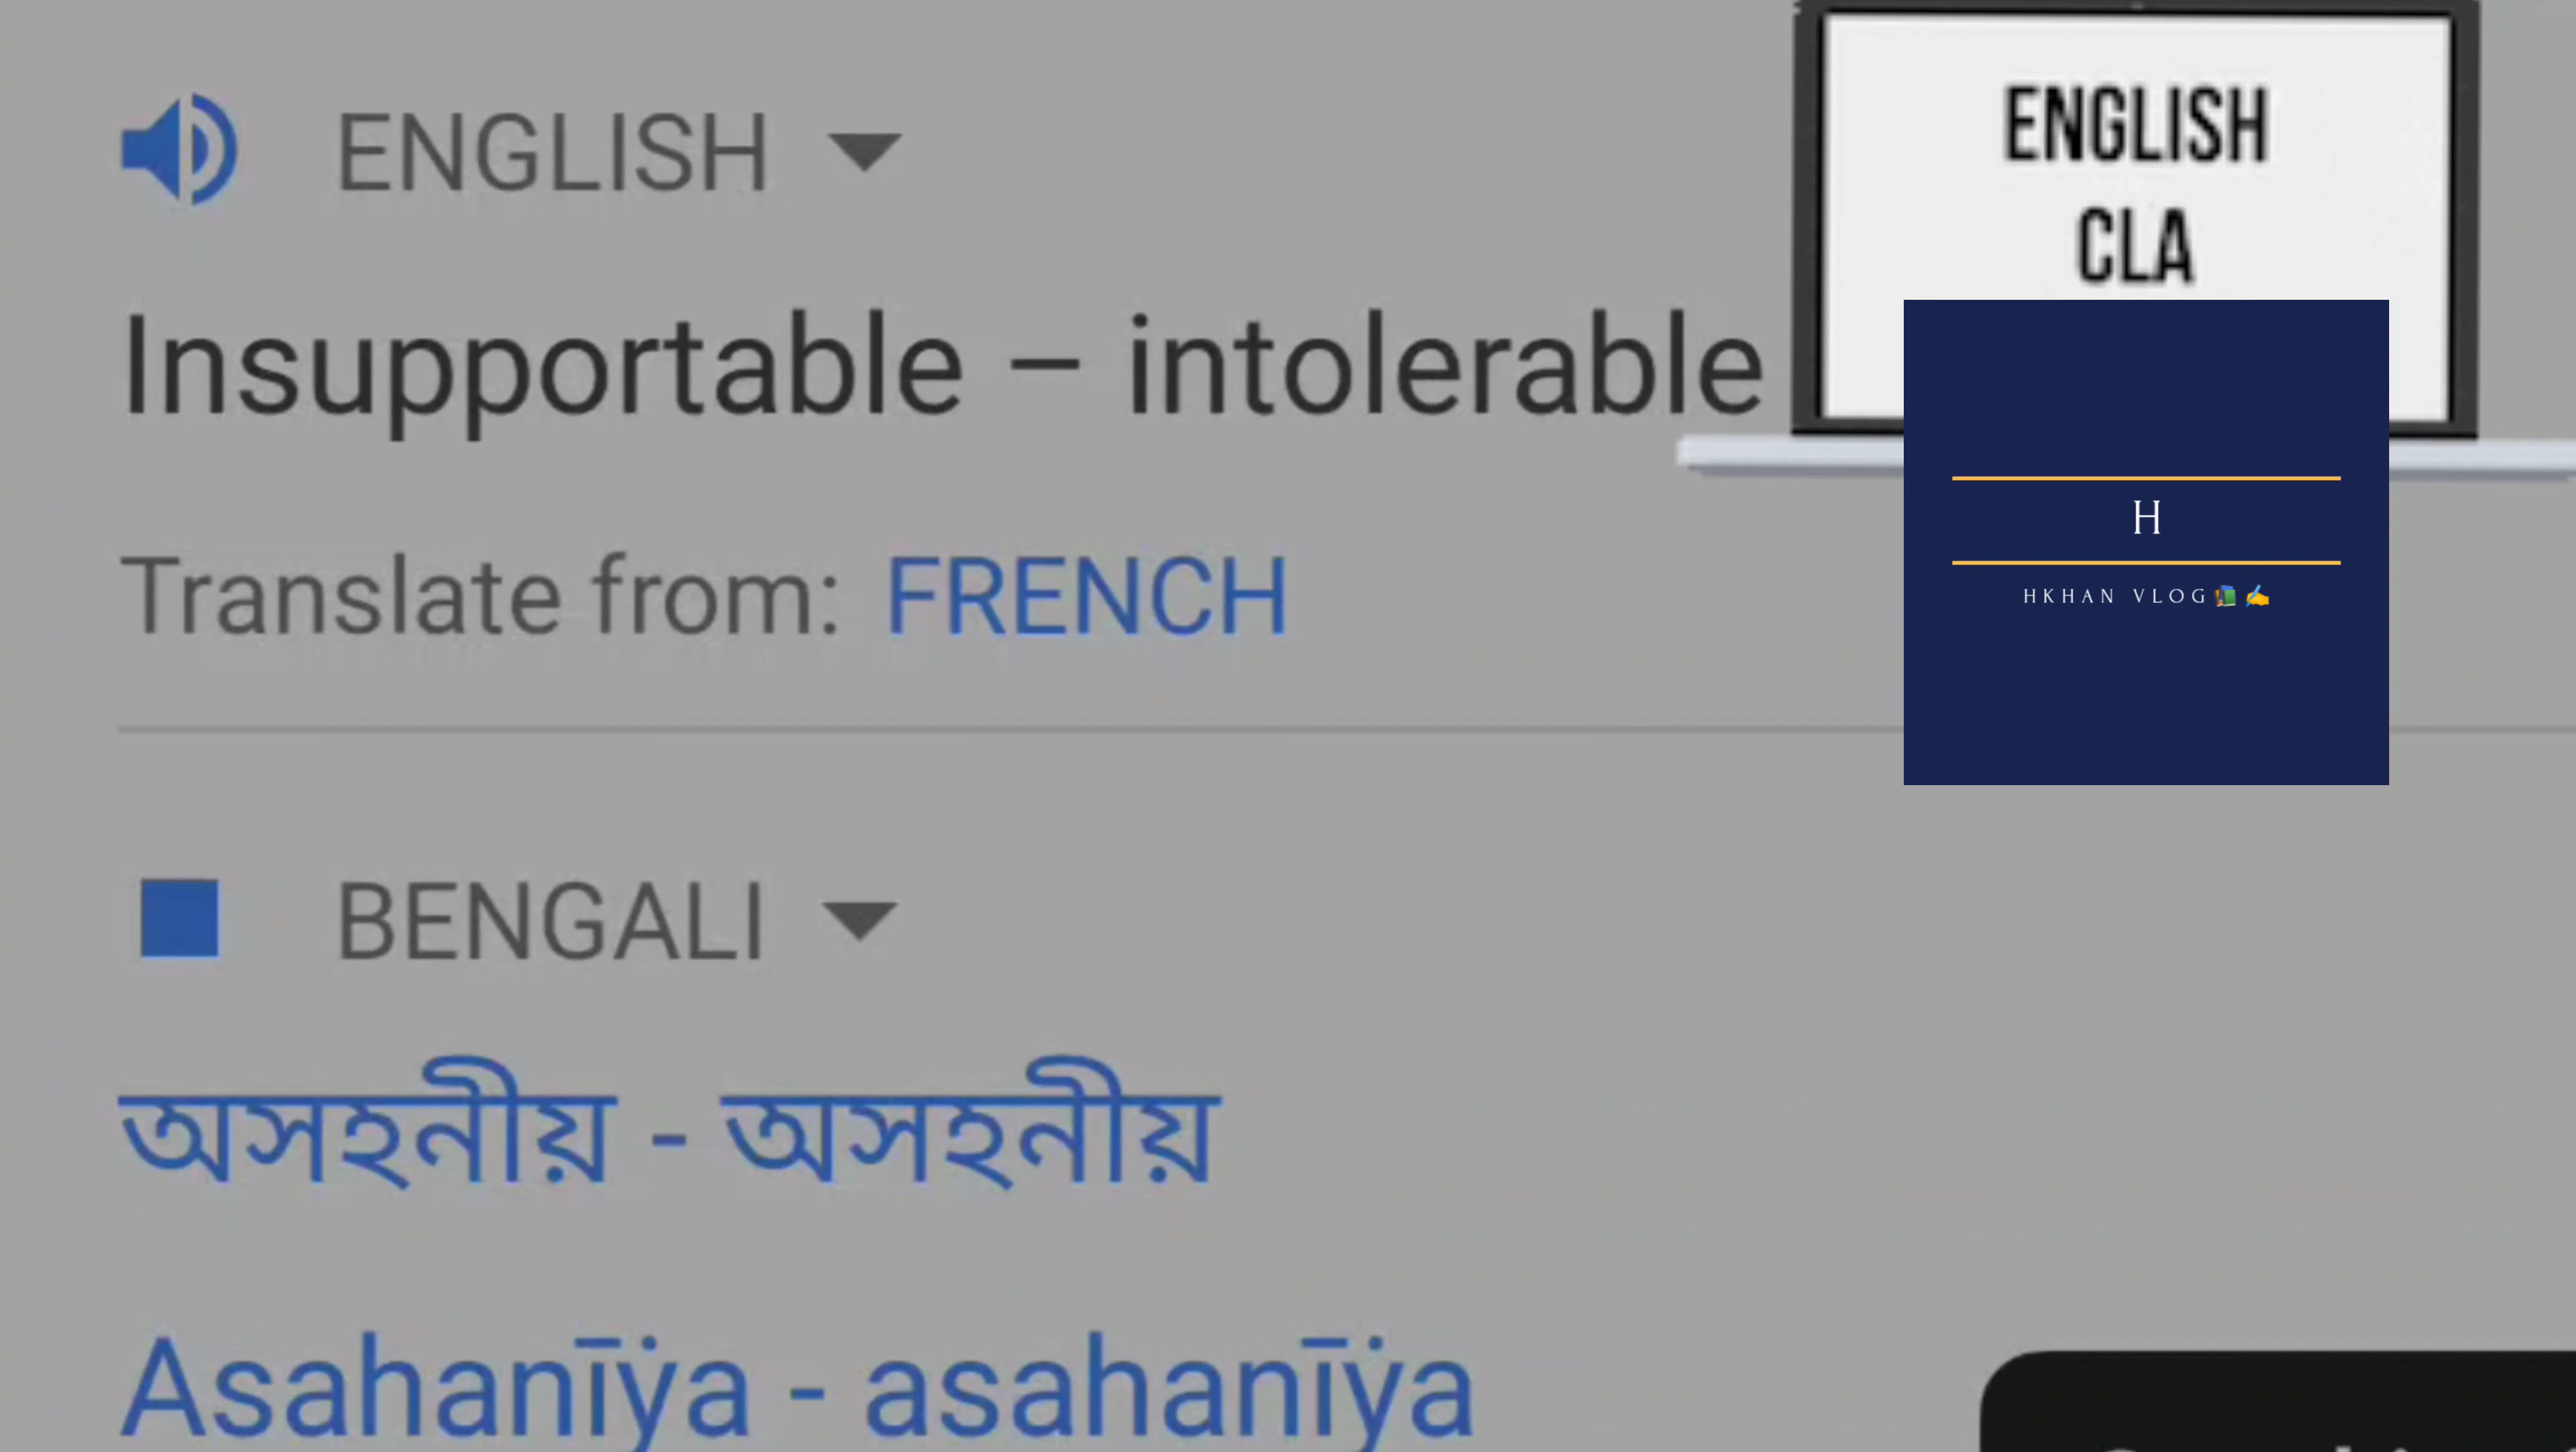 ENGLISH
Insupportable – intolerable
Translate from: FRENCH
ENGLISH
CLA
H
HKHAN VLOG📚✍️
BENGALI
অসহনীয় - অসহনীয়
Asahanīẏa - asahanīẏa